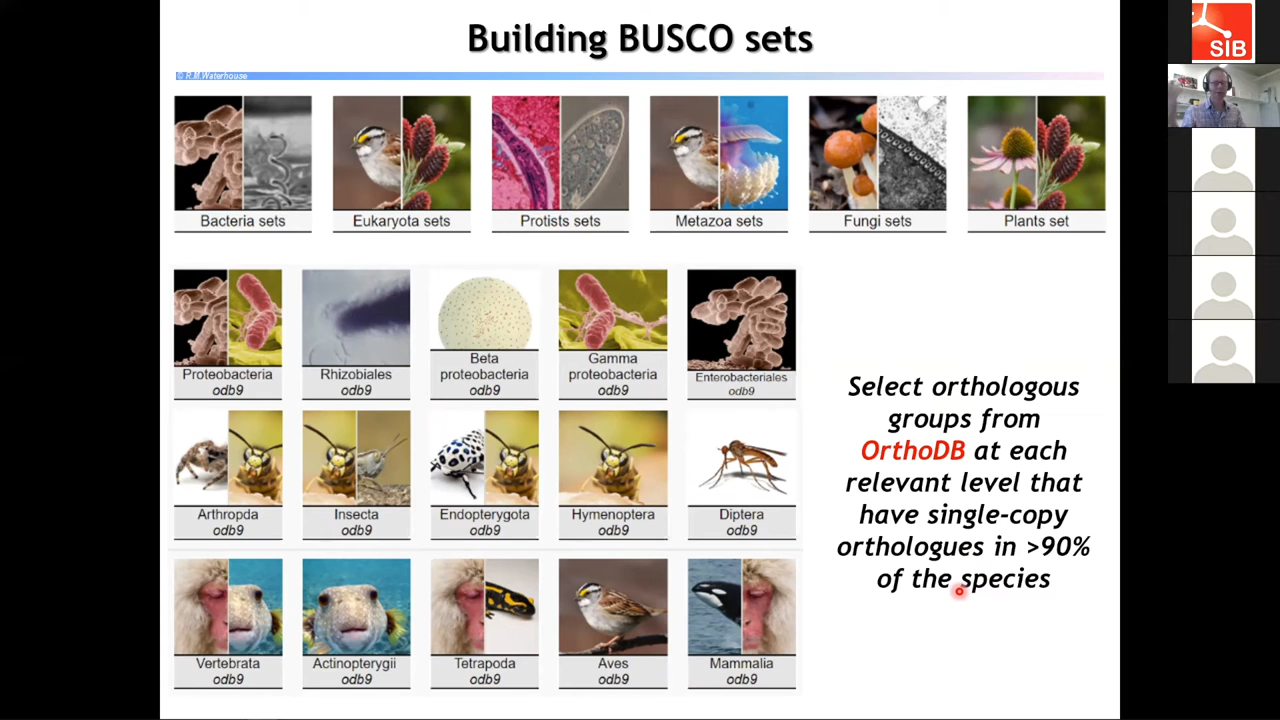 Building BUSCO sets
© R.M.Waterhouse
SIB
Bacteria sets
Eukaryota sets
Protists sets
Metazoa sets
Fungi sets
Plants set
Proteobacteria
odb9
Rhizobiales
odb9
Beta
proteobacteria
odb9
Gamma
proteobacteria
odb9
Enterobacteriales
odb9
Arthropda
odb9
Insecta
odb9
Endopterygota
odb9
Hymenoptera
odb9
Diptera
odb9
Vertebrata
odb9
Actinopterygii
odb9
Tetrapoda
odb9
Aves
odb9
Mammalia
odb9
Select orthologous
groups from
OrthoDB at each
relevant level that
have single-copy
orthologues in >90%
of the species